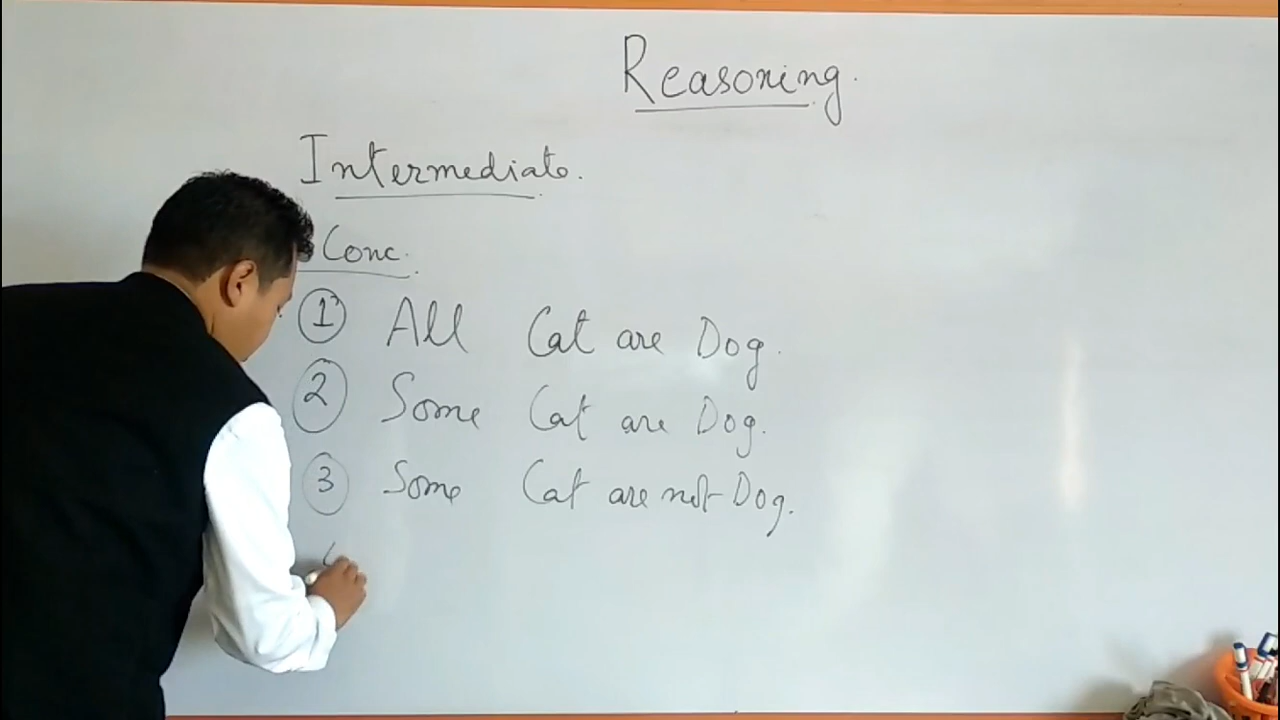 Reasoning.
Intermediate.
Conc.
1 All Cat are Dog.
2 Some Cat are Dog.
3 Some Cat are not Dog.